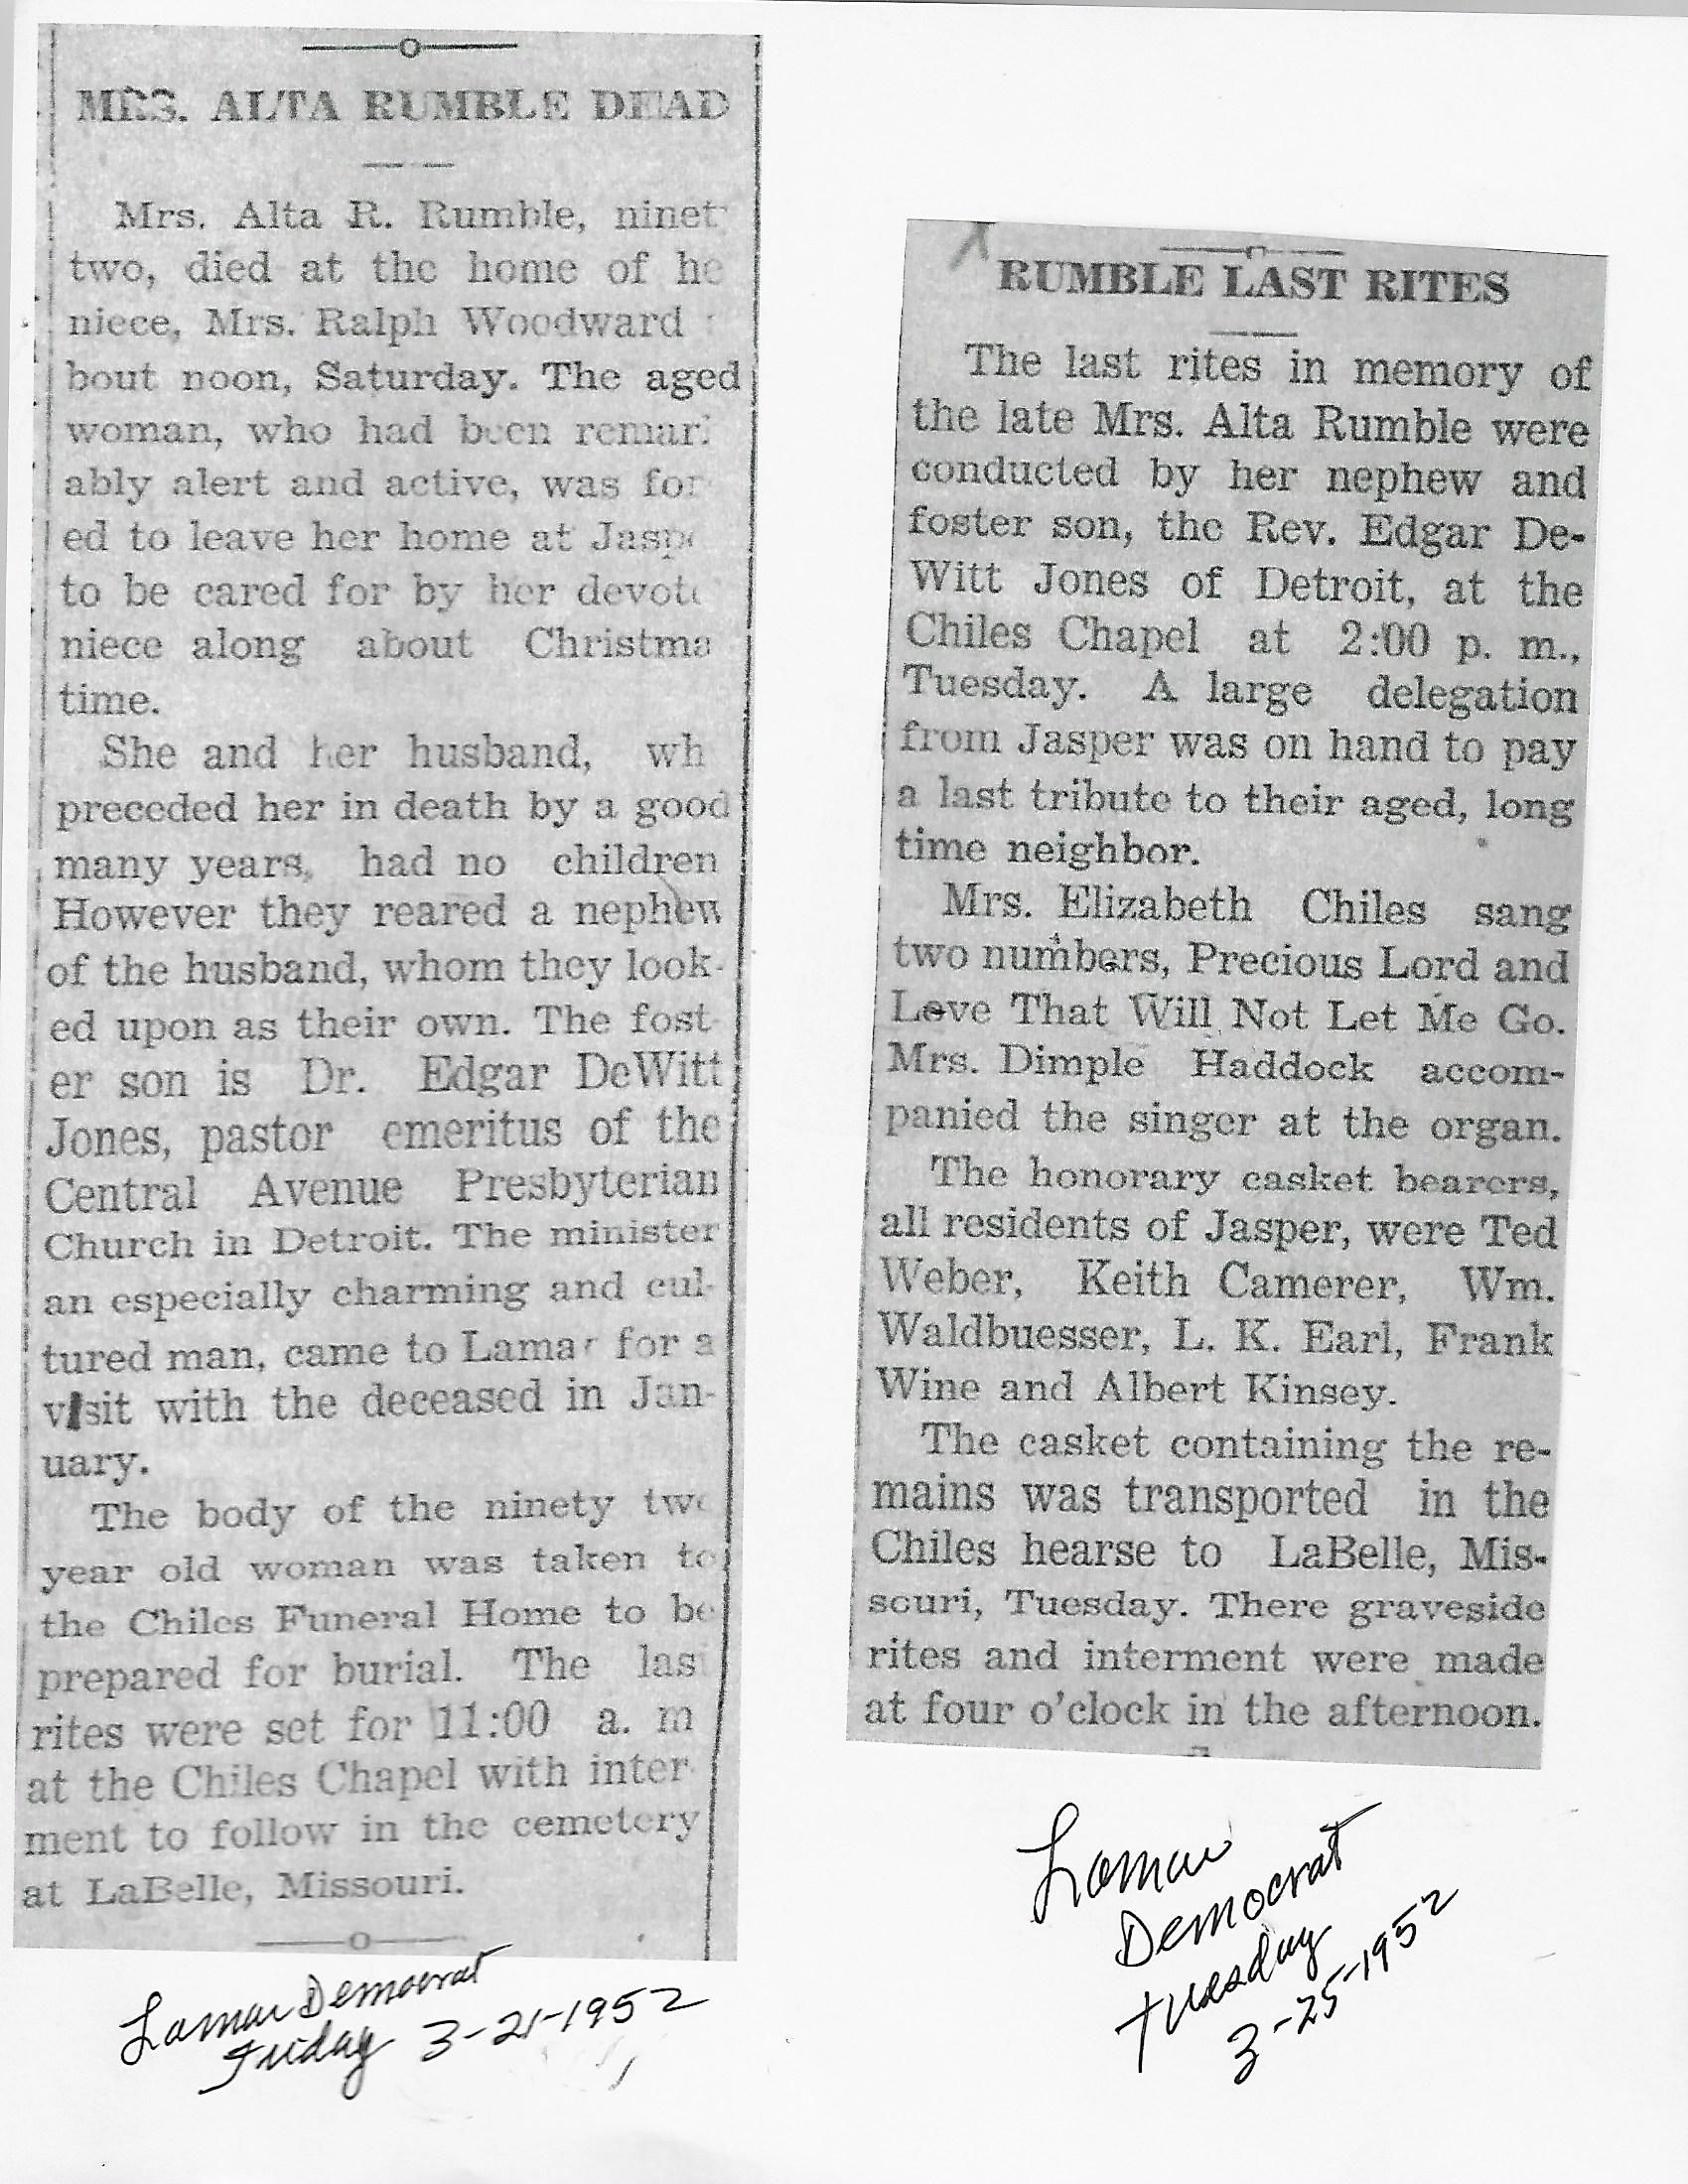 MRS. ALTA RUMBLE DEAD
Mrs. Alta R. Rumble, ninet
two, died at the home of he
niece, Mrs. Ralph Woodward
bout noon, Saturday. The aged
woman, who had been remar
ably alert and active, was for
ed to leave her home at Jaspe
to be cared for by her devote
niece along about Christma
time.
She and her husband, wh
preceded her in death by a good
many years, had no children
However they reared a nephew
of the husband, whom they look-
ed upon as their own. The fost-
er son is Dr. Edgar DeWitt
Jones, pastor emeritus of the
Central Avenue Presbyterian
Church in Detroit. The minister
an especially charming and cul-
tured man, came to Lamar for a
visit with the deceased in Jan-
uary.
The body of the ninety two
year old woman was taken to
the Chiles Funeral Home to be
prepared for burial. The las
rites were set for 11:00 a. m
at the Chiles Chapel with inter
ment to follow in the cemetery
at LaBelle, Missouri.
Lamar Democrat
Friday 3-21-1952
X
RUMBLE LAST RITES
The last rites in memory of
the late Mrs. Alta Rumble were
conducted by her nephew and
foster son, the Rev. Edgar De-
Witt Jones of Detroit, at the
Chiles Chapel at 2:00 p. m.,
Tuesday. A large delegation
from Jasper was on hand to pay
a last tribute to their aged, long
time neighbor.
Mrs. Elizabeth Chiles sang
two numbers, Precious Lord and
Love That Will Not Let Me Go.
Mrs. Dimple Haddock accom-
panied the singer at the organ.
The honorary casket bearers,
all residents of Jasper, were Ted
Weber, Keith Camerer, Wm.
Waldbuesser, L. K. Earl, Frank
Wine and Albert Kinsey.
The casket containing the re-
mains was transported in the
Chiles hearse to LaBelle, Mis-
souri, Tuesday. There graveside
rites and interment were made
at four o'clock in the afternoon.
Lamar
Democrat
Tuesday
3-25-1952